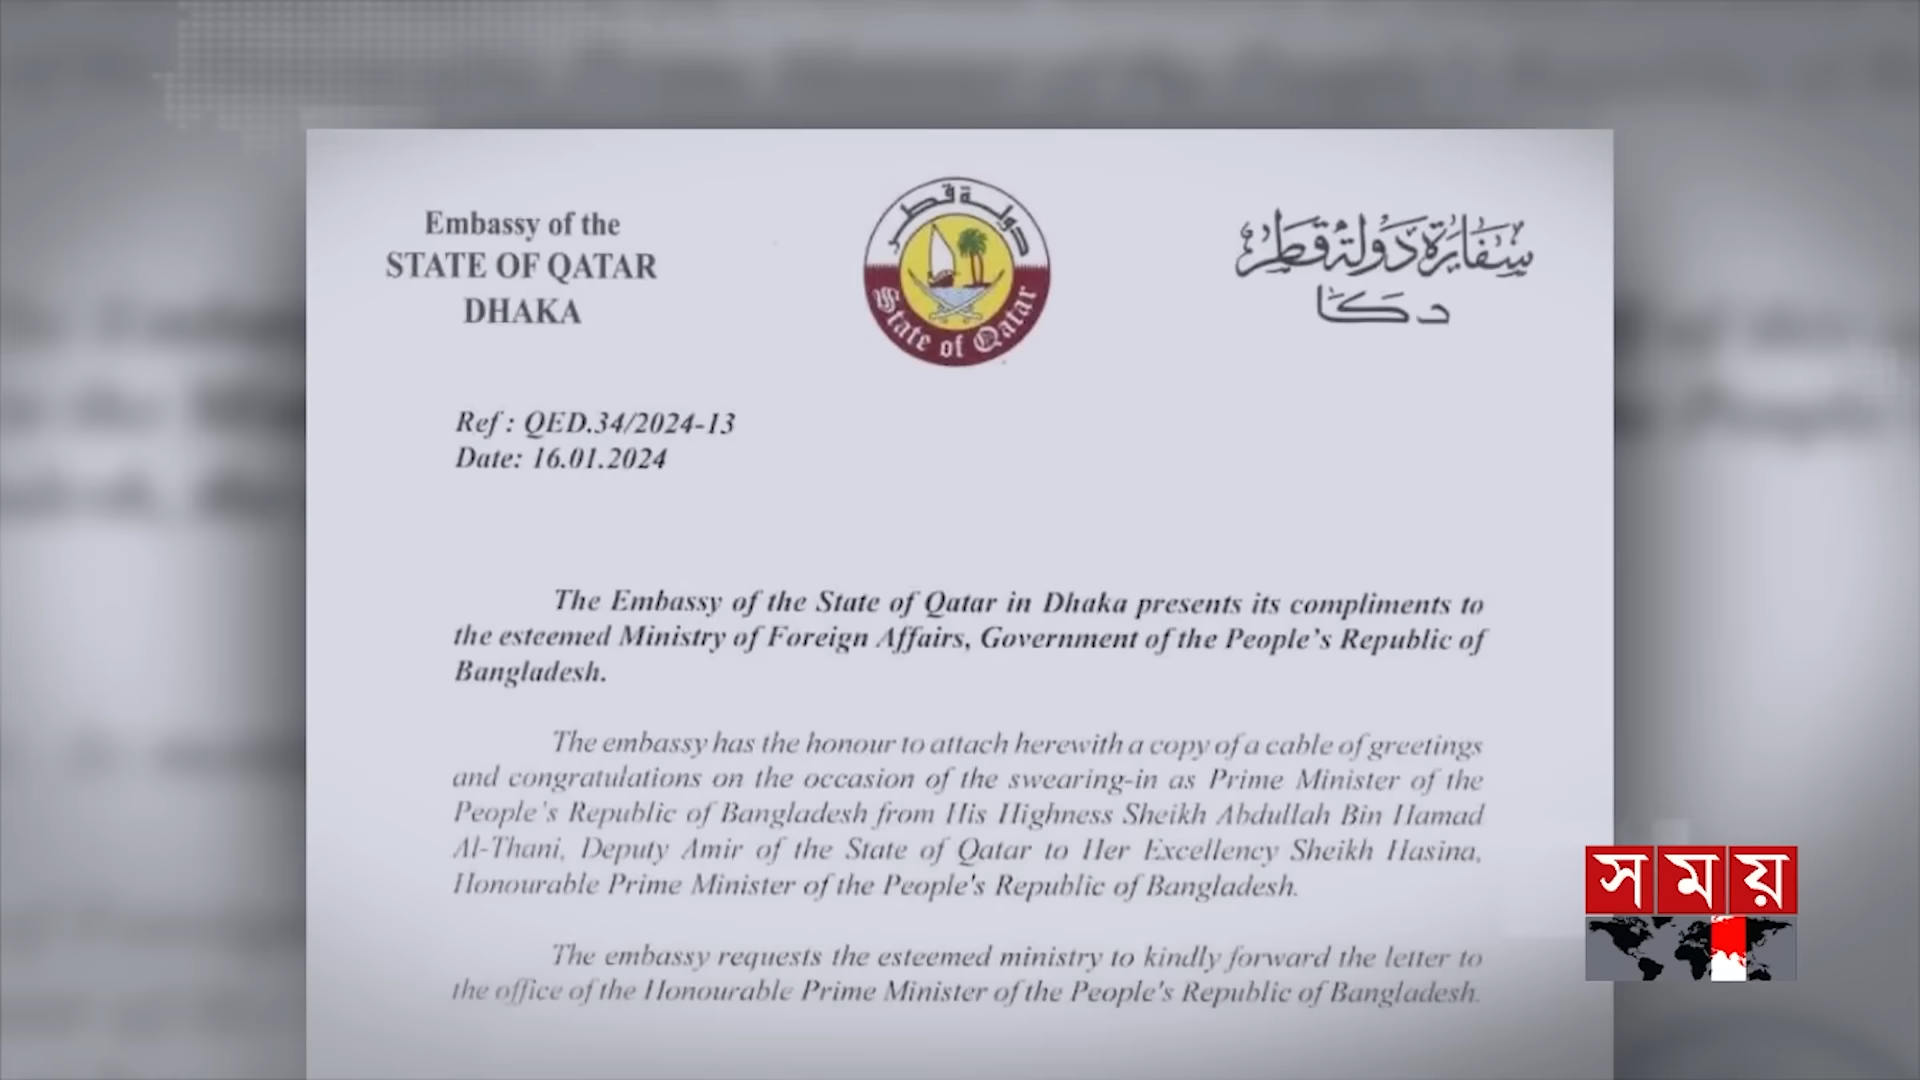 Embassy of the
STATE OF QATAR
DHAKA
دولة قطر
State of Qatar
سفارة دولة قطر
دكا
Ref : QED.34/2024-13
Date: 16.01.2024
The Embassy of the State of Qatar in Dhaka presents its compliments to
the esteemed Ministry of Foreign Affairs, Government of the People's Republic of
Bangladesh.
The embassy has the honour to attach herewith a copy of a cable of greetings
and congratulations on the occasion of the swearing-in as Prime Minister of the
People's Republic of Bangladesh from His Highness Sheikh Abdullah Bin Hamad
Al-Thani, Deputy Amir of the State of Qatar to Her Excellency Sheikh Hasina,
Honourable Prime Minister of the People's Republic of Bangladesh.
The embassy requests the esteemed ministry to kindly forward the letter to
the office of the Honourable Prime Minister of the People's Republic of Bangladesh.
সময়